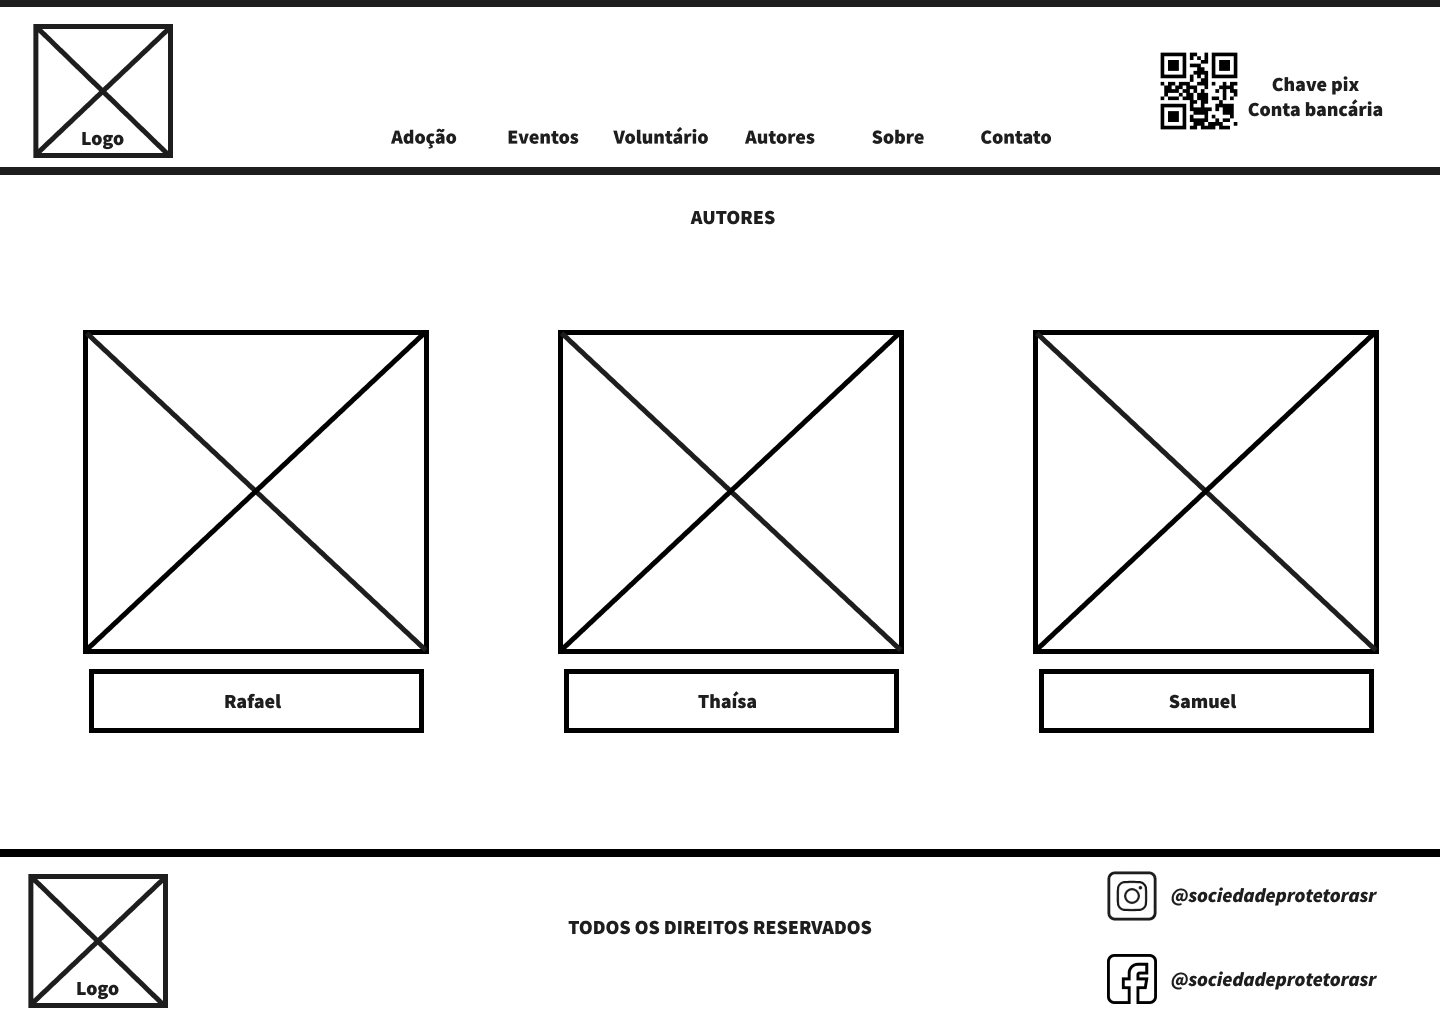 Logo
Adoção
Eventos
Voluntário
Autores
Sobre
Contato
Chave pix
Conta bancária
AUTORES
Rafael
Thaísa
Samuel
Logo
TODOS OS DIREITOS RESERVADOS
@sociedadeprotetorasr
@sociedadeprotetorasr